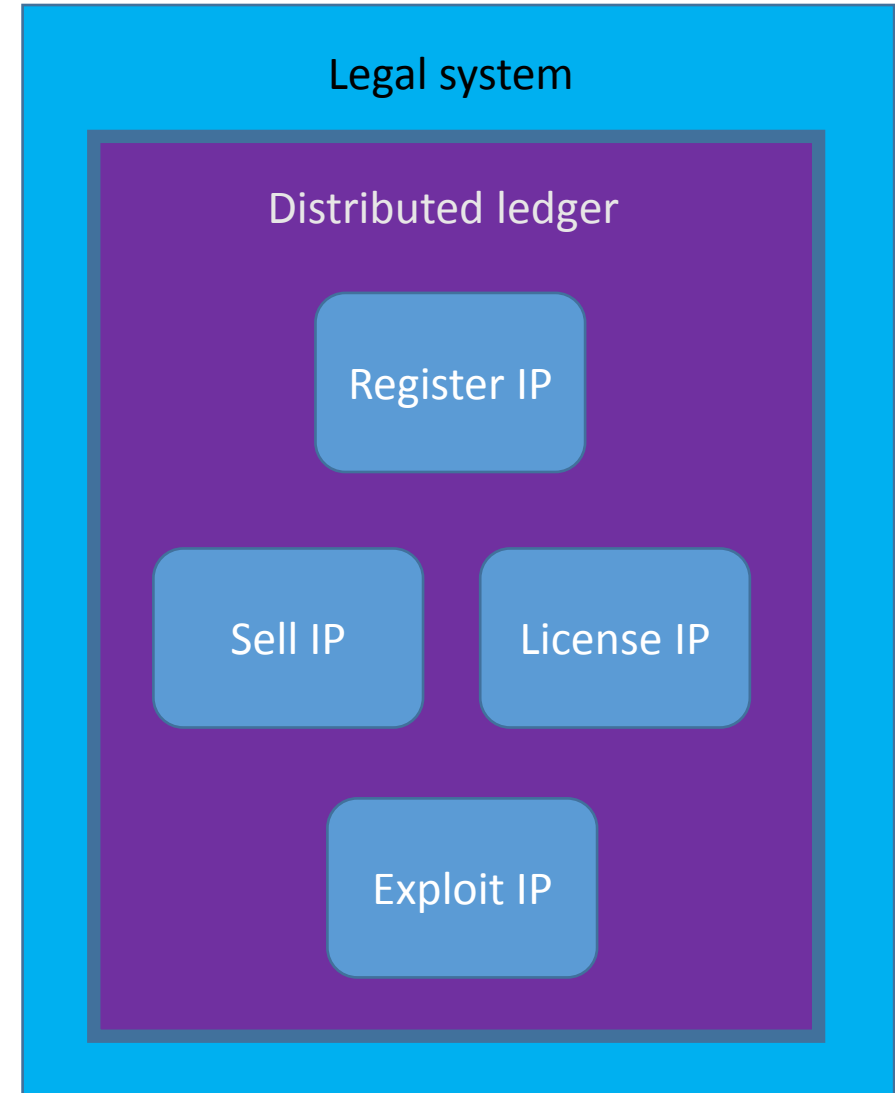 Legal system
Distributed ledger
Register IP
Sell IP
License IP
Exploit IP